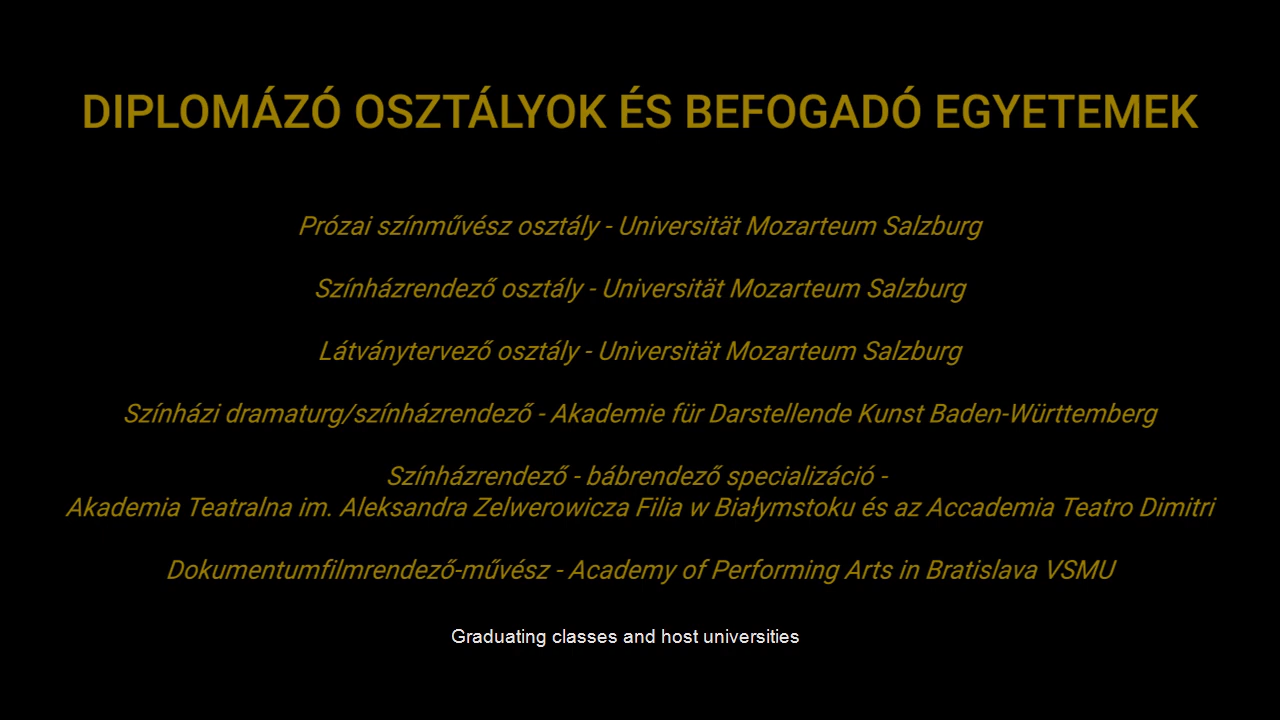 DIPLOMÁZÓ OSZTÁLYOK ÉS BEFOGADÓ EGYETEMEK
Prózai színművész osztály - Universität Mozarteum Salzburg
Színházrendező osztály - Universität Mozarteum Salzburg
Látványtervező osztály - Universität Mozarteum Salzburg
Színházi dramaturg/színházrendező - Akademie für Darstellende Kunst Baden-Württemberg
Színházrendező - bábrendező specializáció -
Akademia Teatralna im. Aleksandra Zelwerowicza Filia w Białymstoku és az Accademia Teatro Dimitri
Dokumentumfilmrendező-művész - Academy of Performing Arts in Bratislava VSMU
Graduating classes and host universities